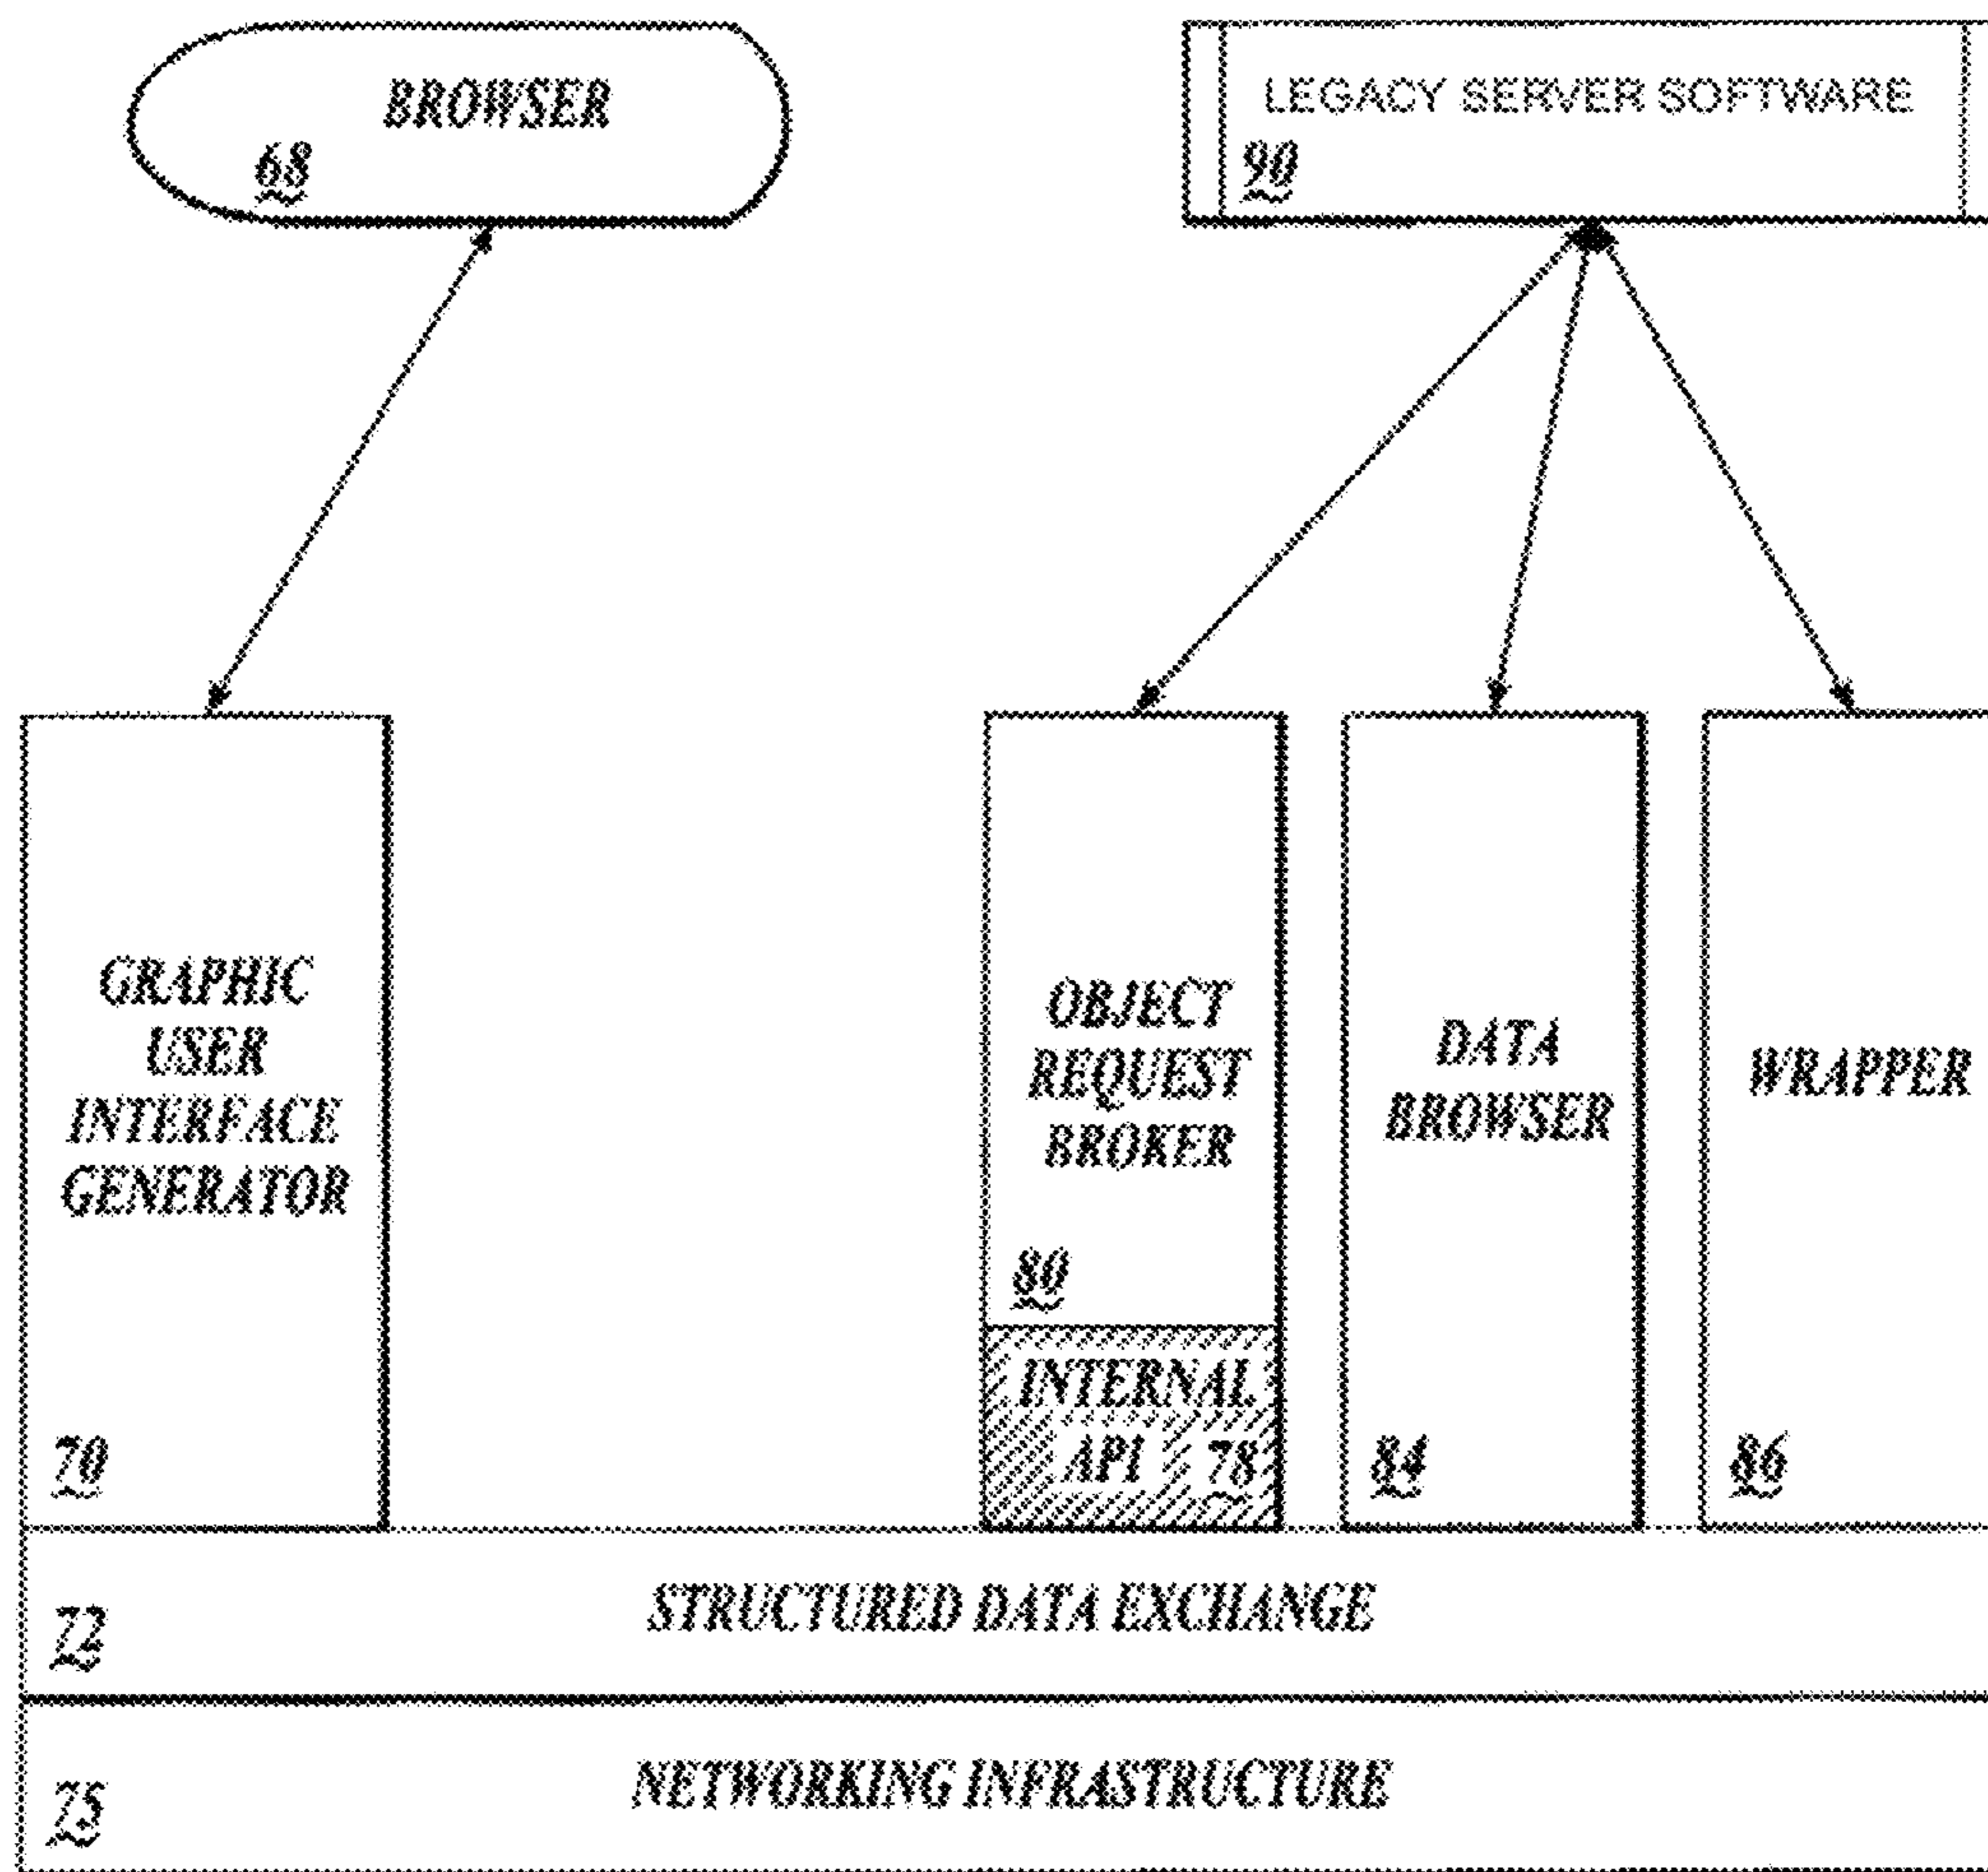 BROWSER
68
LEGACY SERVER SOFTWARE
90
GRAPHIC
USER
INTERFACE
GENERATOR
70
OBJECT
REQUEST
BROKER
80
INTERNAL
API 78
DATA
BROWSER
84
WRAPPER
86
STRUCTURED DATA EXCHANGE
72
NETWORKING INFRASTRUCTURE
75